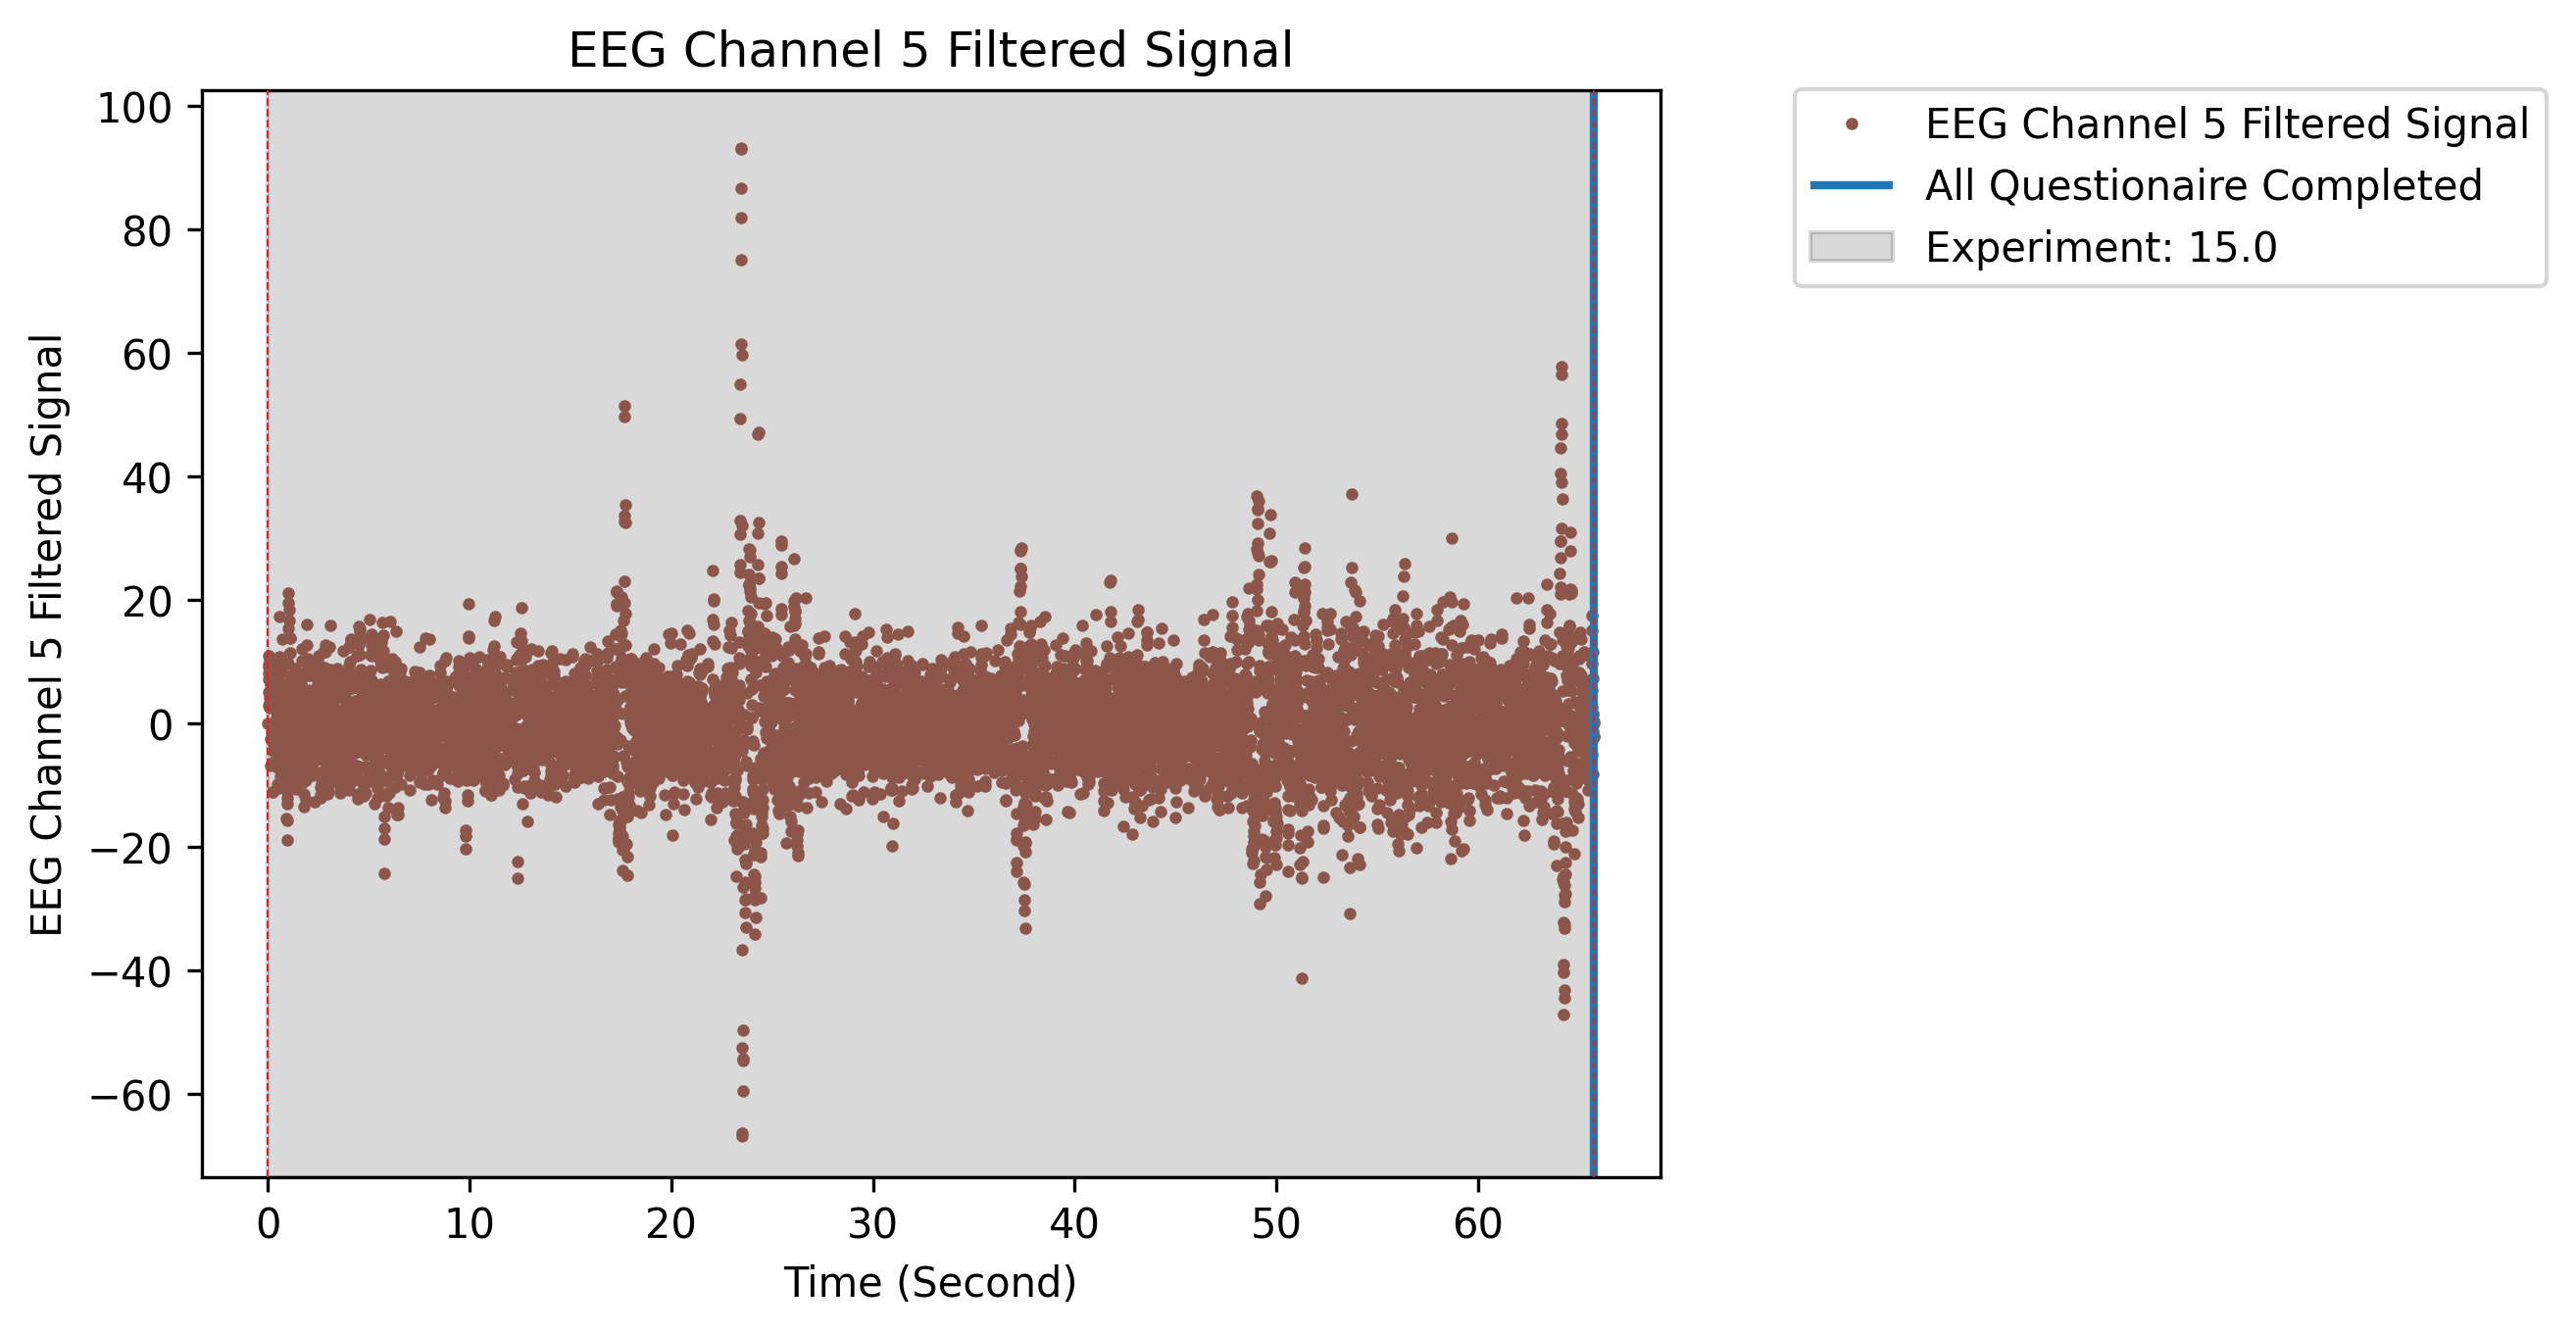 EEG Channel 5 Filtered Signal
EEG Channel 5 Filtered Signal
All Questionaire Completed
Experiment: 15.0
EEG Channel 5 Filtered Signal
100
80
60
40
20
0
−20
−40
−60
0 10 20 30 40 50 60
Time (Second)